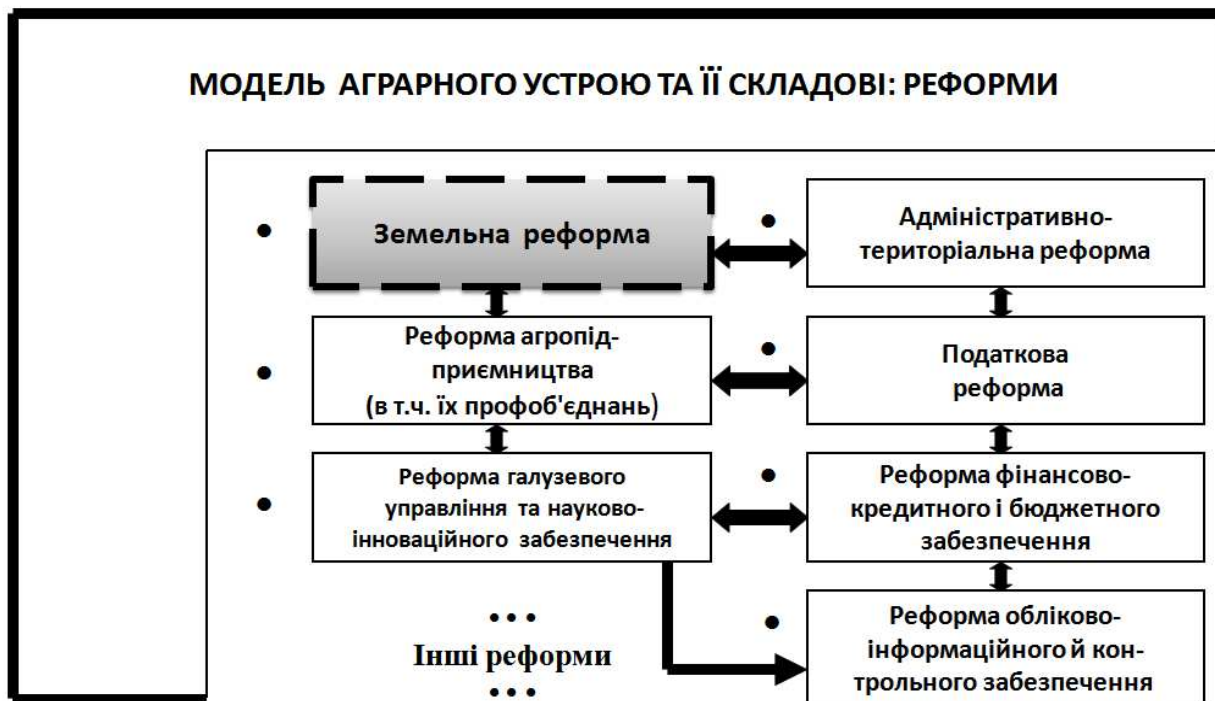 МОДЕЛЬ АГРАРНОГО УСТРОЮ ТА ЇЇ СКЛАДОВІ: РЕФОРМИ
• Земельна реформа
• Адміністративно-
територіальна реформа
• Реформа агропід-
приємництва
(в т.ч. їх профоб'єднань)
• Податкова
реформа
• Реформа галузевого
управління та науково-
інноваційного забезпечення
• Реформа фінансово-
кредитного і бюджетного
забезпечення
• • •
Інші реформи
• • •
• Реформа обліково-
інформаційного й кон-
трольного забезпечення